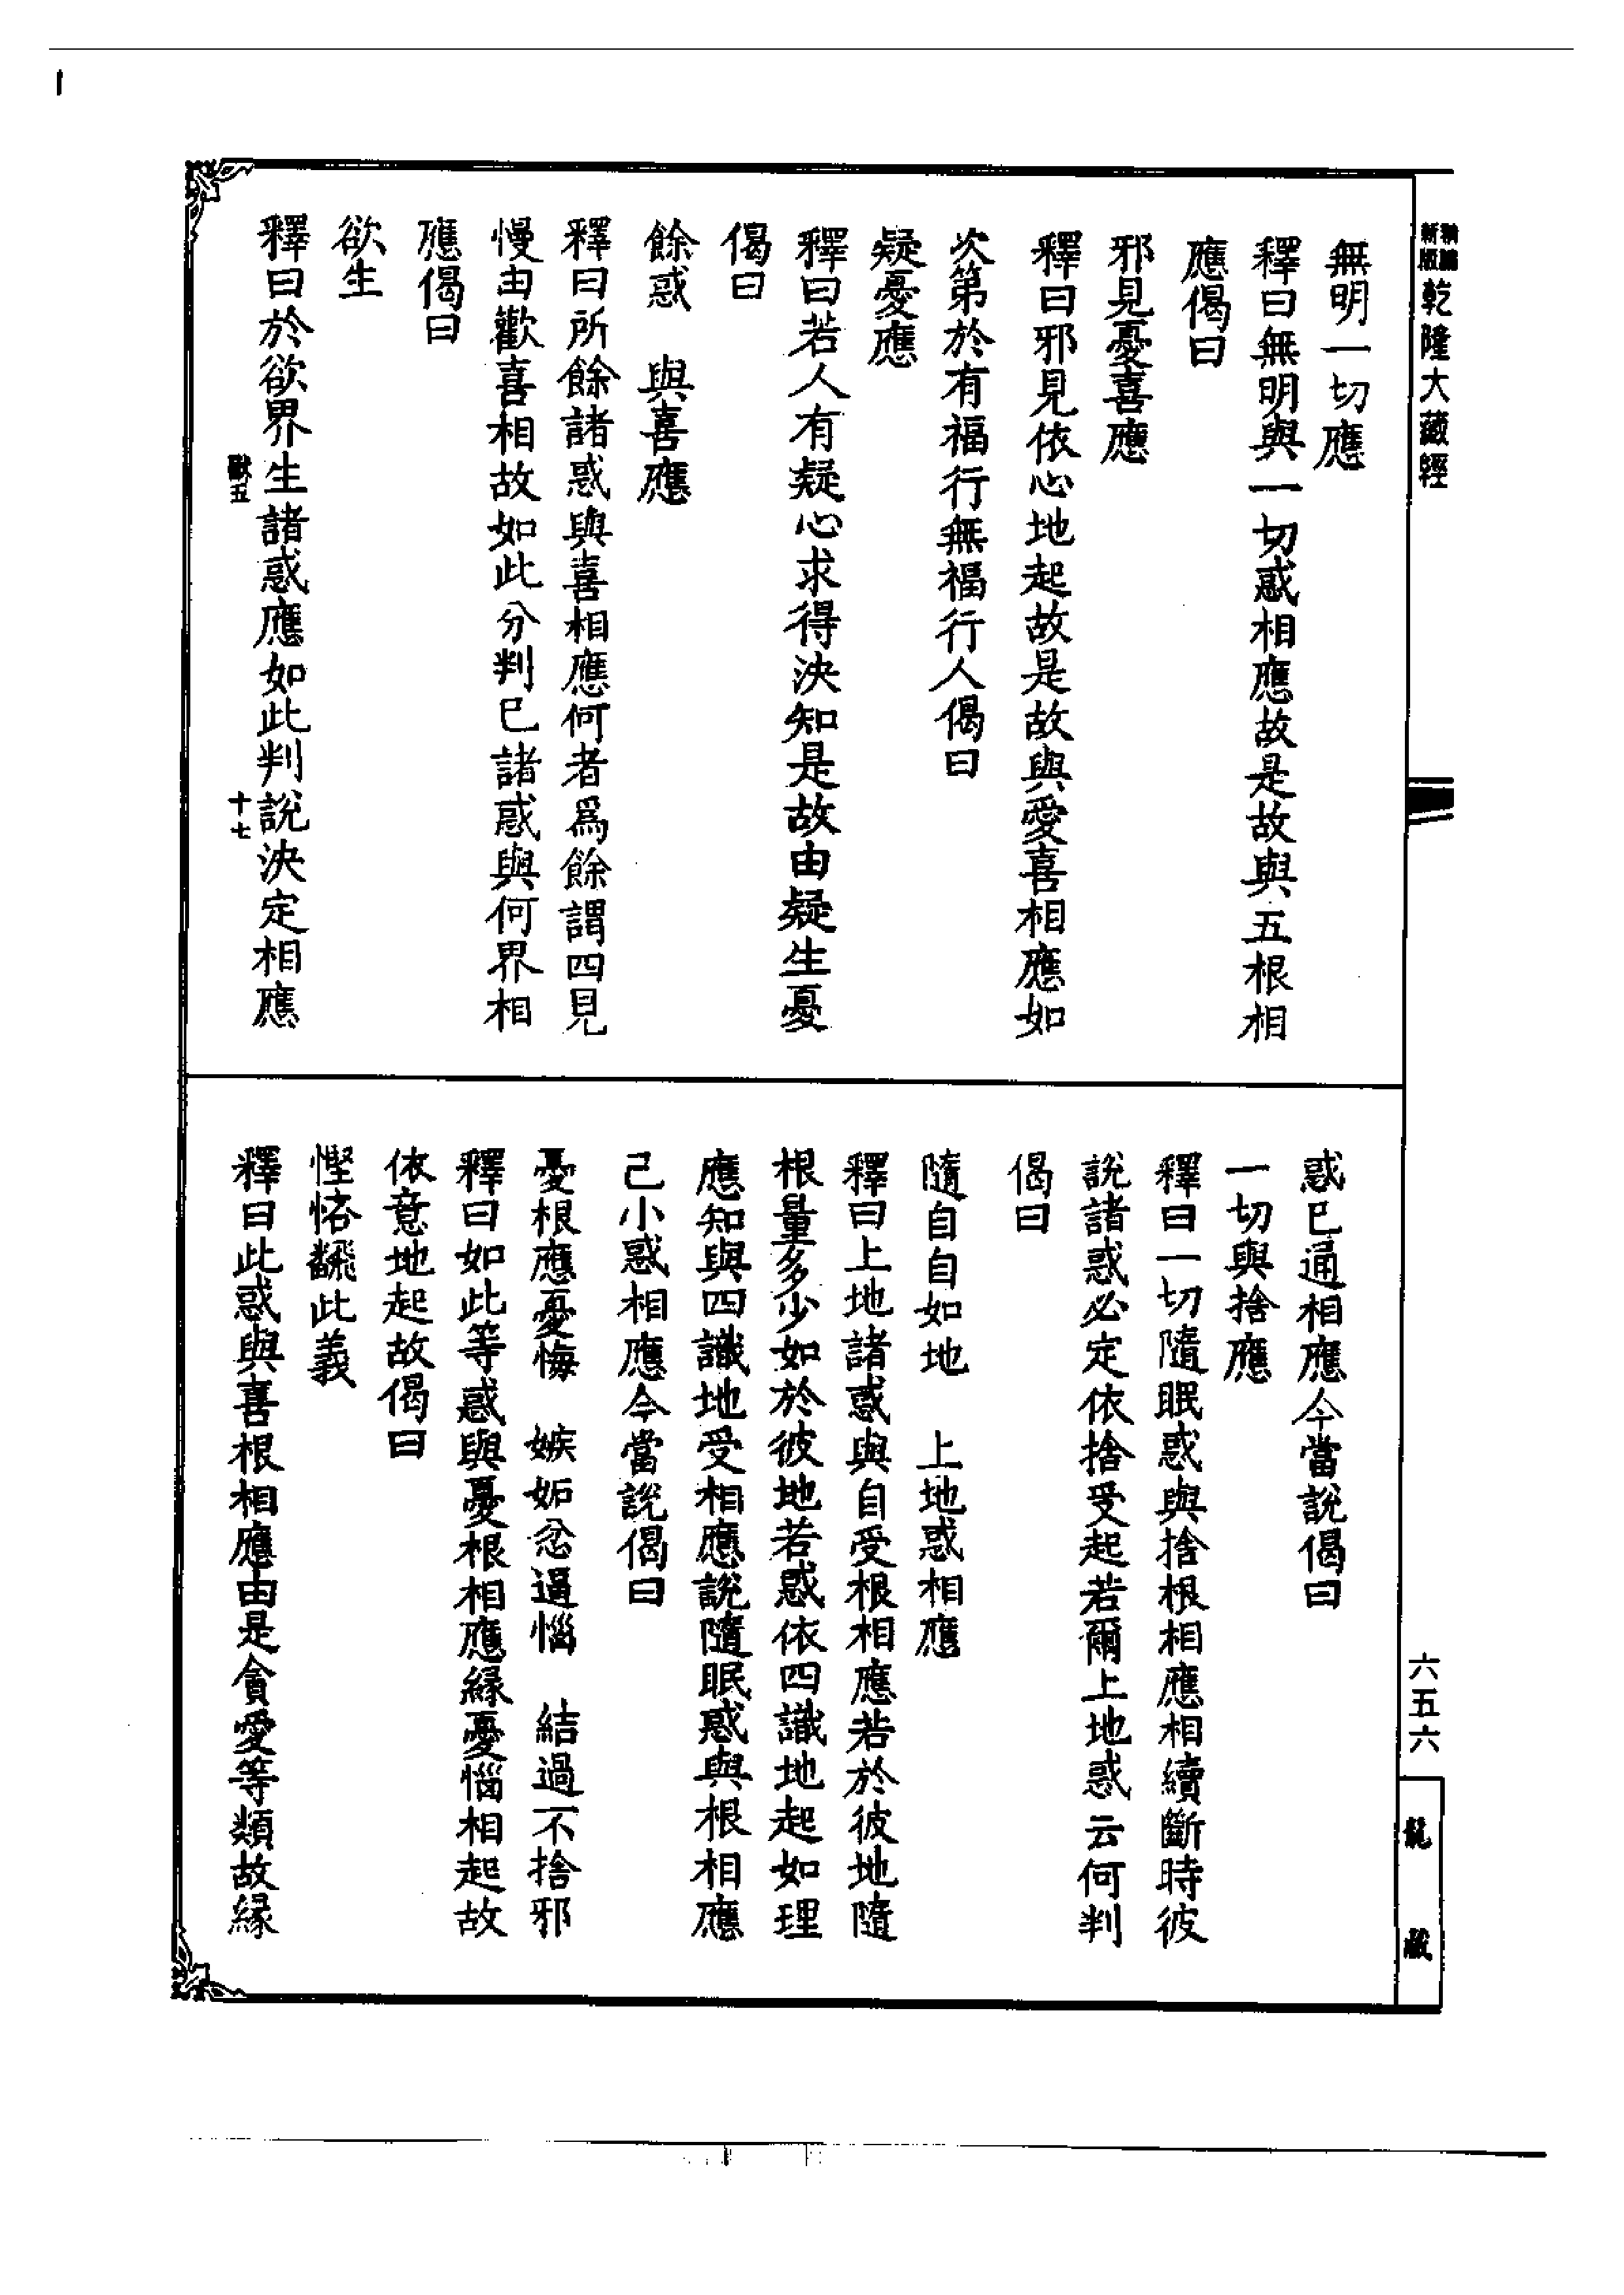 新版
乾隆大藏經
無明一切應
釋曰無明與一切惑相應故是故與五根相
應偈曰
邪見憂喜應
釋曰邪見依心地起故是故與愛喜相應如
次第於有福行無福行人偈曰
疑憂應
釋曰若人有疑心求得決知是故由疑生憂
偈曰
餘惑　與喜應
釋曰所餘諸惑與喜相應何者爲餘謂四見
慢由歡喜相故如此分判已諸惑與何界相
應偈曰
欲生
釋曰於欲界生諸惑應如此判說決定相應
十七
惑已通相應今當說偈曰
一切與捨應
釋曰一切隨眠惑與捨根相應相續斷時彼
說諸惑必定依捨受起若爾上地惑云何判
偈曰
隨自自如地　上地惑相應
釋曰上地諸惑與自受根相應若於彼地隨
根量多少如於彼地若惑依四識地起如理
應知與四識地受相應說隨眠惑與根相應
已小惑相應今當說偈曰
憂根應憂悔　嫉妬忿逼惱　結過不捨邪
釋曰如此等惑與憂根相應緣憂惱相起故
依意地起故偈曰
慳悋翻此義
釋曰此惑與喜根相應由是貪愛等類故緣
六五六
龍藏